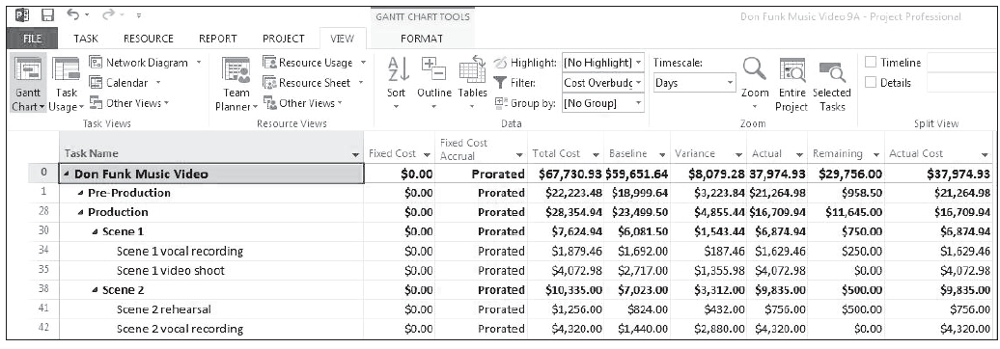 GANTT CHART TOOLS
Don Funk Music Video 9A - Project Professional
FILE TASK RESOURCE REPORT PROJECT VIEW FORMAT
Gantt Chart
Task Usage
Network Diagram
Calendar
Other Views
Task Views
Team Planner
Resource Usage
Resource Sheet
Other Views
Resource Views
Sort
Outline
Tables
Highlight: [No Highlight]
Filter: Cost Overbudg
Group by: [No Group]
Data
Timescale:
Days
Zoom
Entire Project
Selected Tasks
Zoom
Timeline
Details
Split View
Task Name Fixed Cost Fixed Cost Accrual Total Cost Baseline Variance Actual Remaining Actual Cost
0 Don Funk Music Video $0.00 Prorated $67,730.93 $59,651.64 $8,079.28 37,974.93 $29,756.00 $37,974.93
1 Pre-Production $0.00 Prorated $22,223.48 $18,999.64 $3,223.84 $21,264.98 $958.50 $21,264.98
28 Production $0.00 Prorated $28,354.94 $23,499.50 $4,855.44 $16,709.94 $11,645.00 $16,709.94
30 Scene 1 $0.00 Prorated $7,624.94 $6,081.50 $1,543.44 $6,874.94 $750.00 $6,874.94
34 Scene 1 vocal recording $0.00 Prorated $1,879.46 $1,692.00 $187.46 $1,629.46 $250.00 $1,629.46
35 Scene 1 video shoot $0.00 Prorated $4,072.98 $2,717.00 $1,355.98 $4,072.98 $0.00 $4,072.98
38 Scene 2 $0.00 Prorated $10,335.00 $7,023.00 $3,312.00 $9,835.00 $500.00 $9,835.00
41 Scene 2 rehearsal $0.00 Prorated $1,256.00 $824.00 $432.00 $756.00 $500.00 $756.00
42 Scene 2 vocal recording $0.00 Prorated $4,320.00 $1,440.00 $2,880.00 $4,320.00 $0.00 $4,320.00